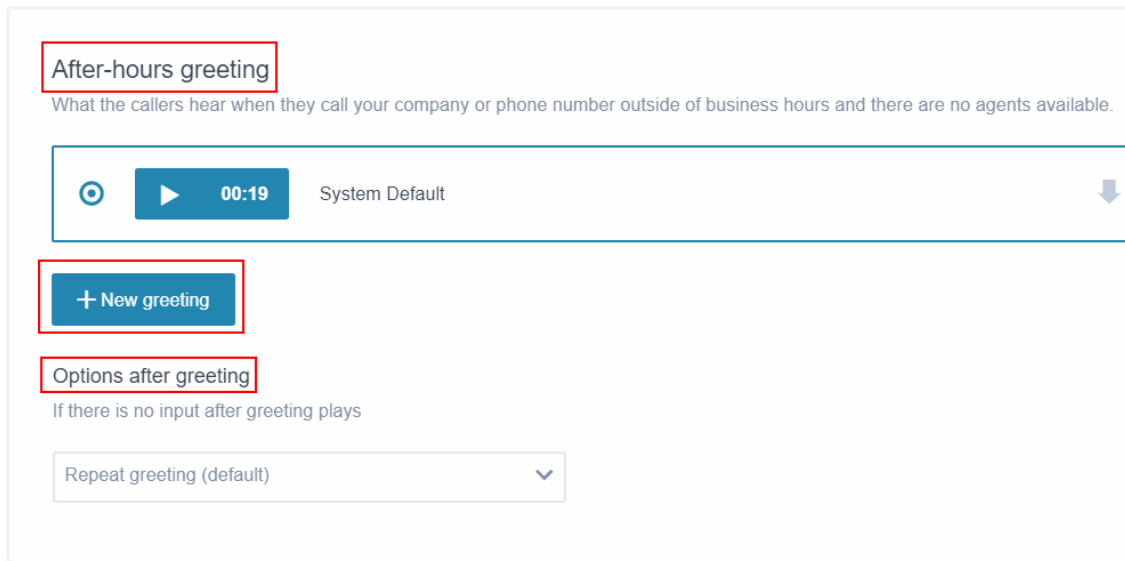 After-hours greeting
What the callers hear when they call your company or phone number outside of business hours and there are no agents available.
00:19 System Default
+ New greeting
Options after greeting
If there is no input after greeting plays
Repeat greeting (default)